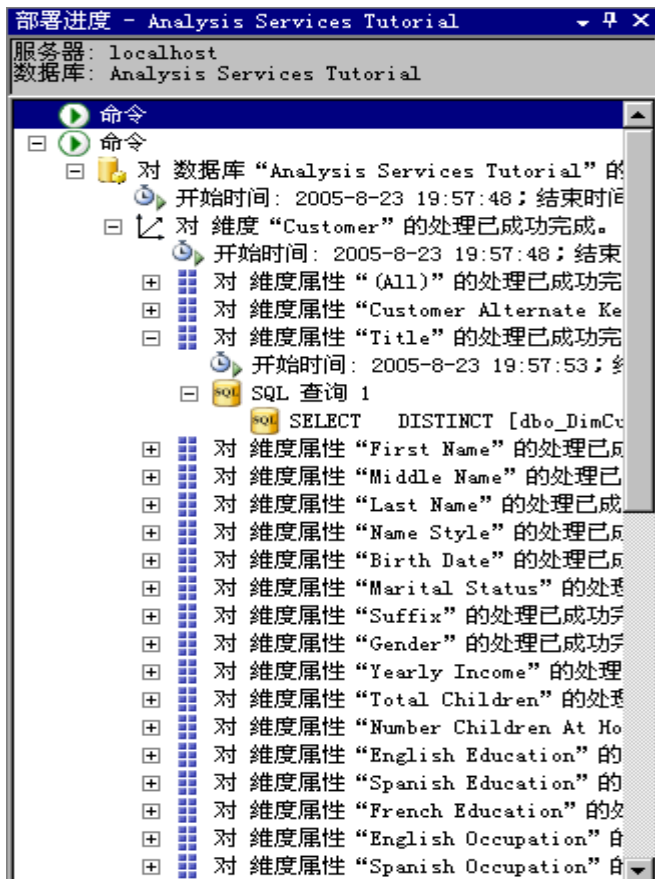 部署进度 - Analysis Services Tutorial
服务器: localhost
数据库: Analysis Services Tutorial
命令
命令
对 数据库 “Analysis Services Tutorial” 的
开始时间: 2005-8-23 19:57:48; 结束时间
对 维度 “Customer” 的处理已成功完成。
开始时间: 2005-8-23 19:57:48; 结束
对 维度属性 “(All)” 的处理已成功完
对 维度属性 “Customer Alternate Ke
对 维度属性 “Title” 的处理已成功完
开始时间: 2005-8-23 19:57:53;
SQL 查询 1
SELECT DISTINCT [dbo_DimCu
对 维度属性 “First Name” 的处理已成
对 维度属性 “Middle Name” 的处理已
对 维度属性 “Last Name” 的处理已成
对 维度属性 “Name Style” 的处理已成
对 维度属性 “Birth Date” 的处理已成
对 维度属性 “Marital Status” 的处理
对 维度属性 “Suffix” 的处理已成功完
对 维度属性 “Gender” 的处理已成功完
对 维度属性 “Yearly Income” 的处理
对 维度属性 “Total Children” 的处理
对 维度属性 “Number Children At Ho
对 维度属性 “English Education” 的
对 维度属性 “Spanish Education” 的
对 维度属性 “French Education” 的处
对 维度属性 “English Occupation” 的
对 维度属性 “Spanish Occupation” 的